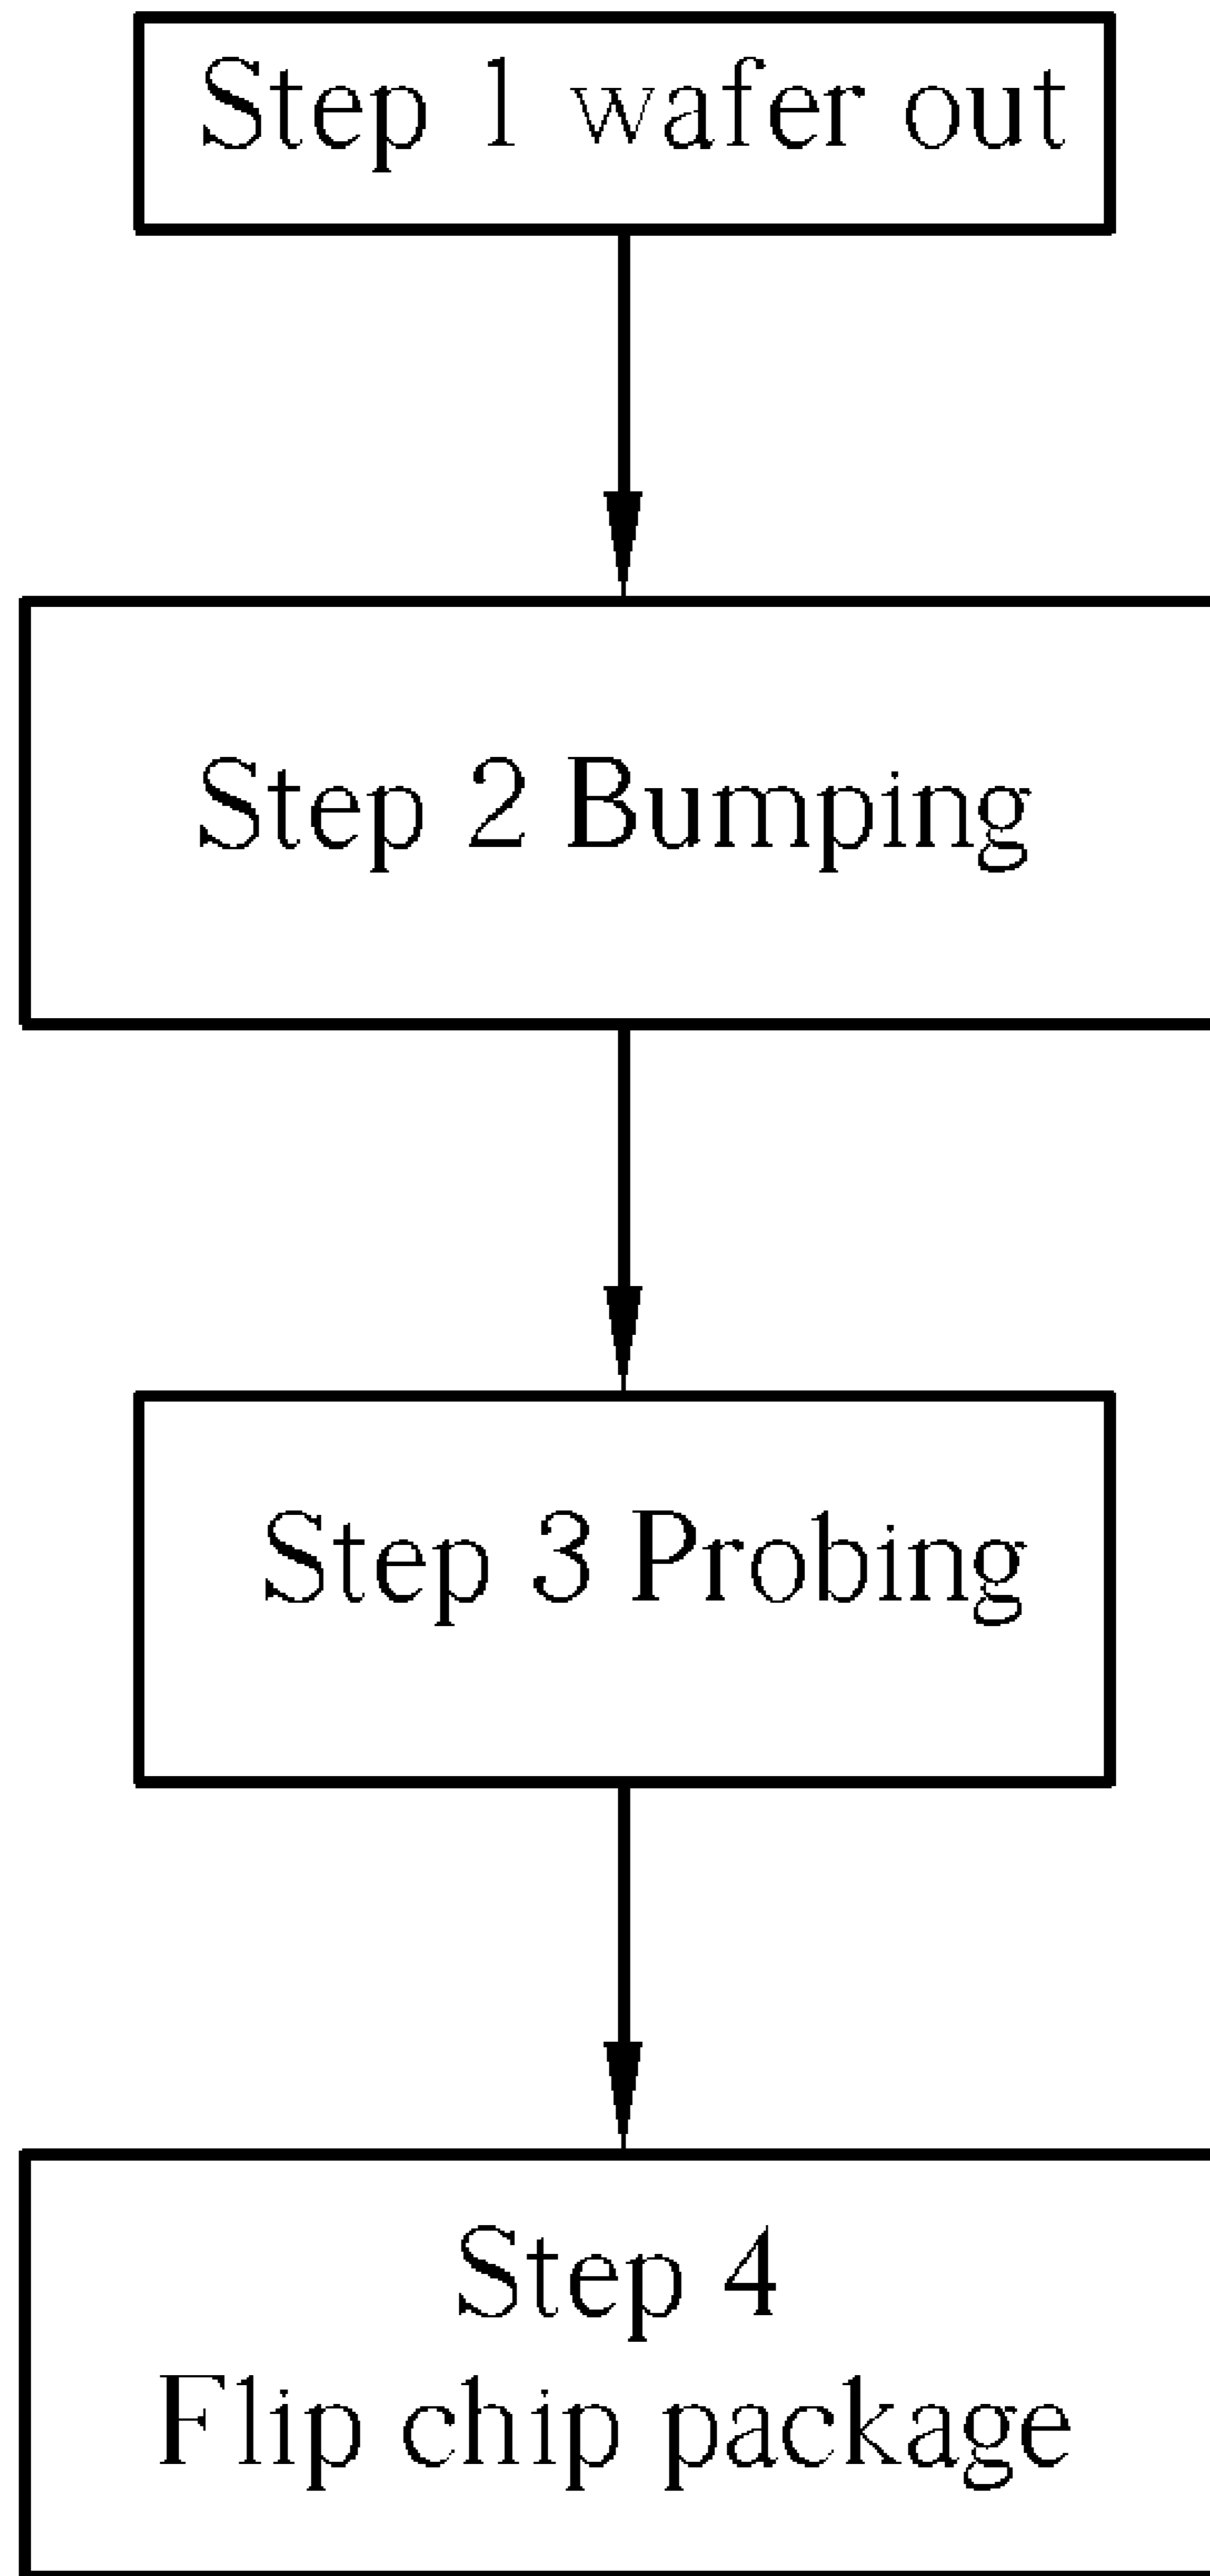 Step 1 wafer out
Step 2 Bumping
Step 3 Probing
Step 4
Flip chip package